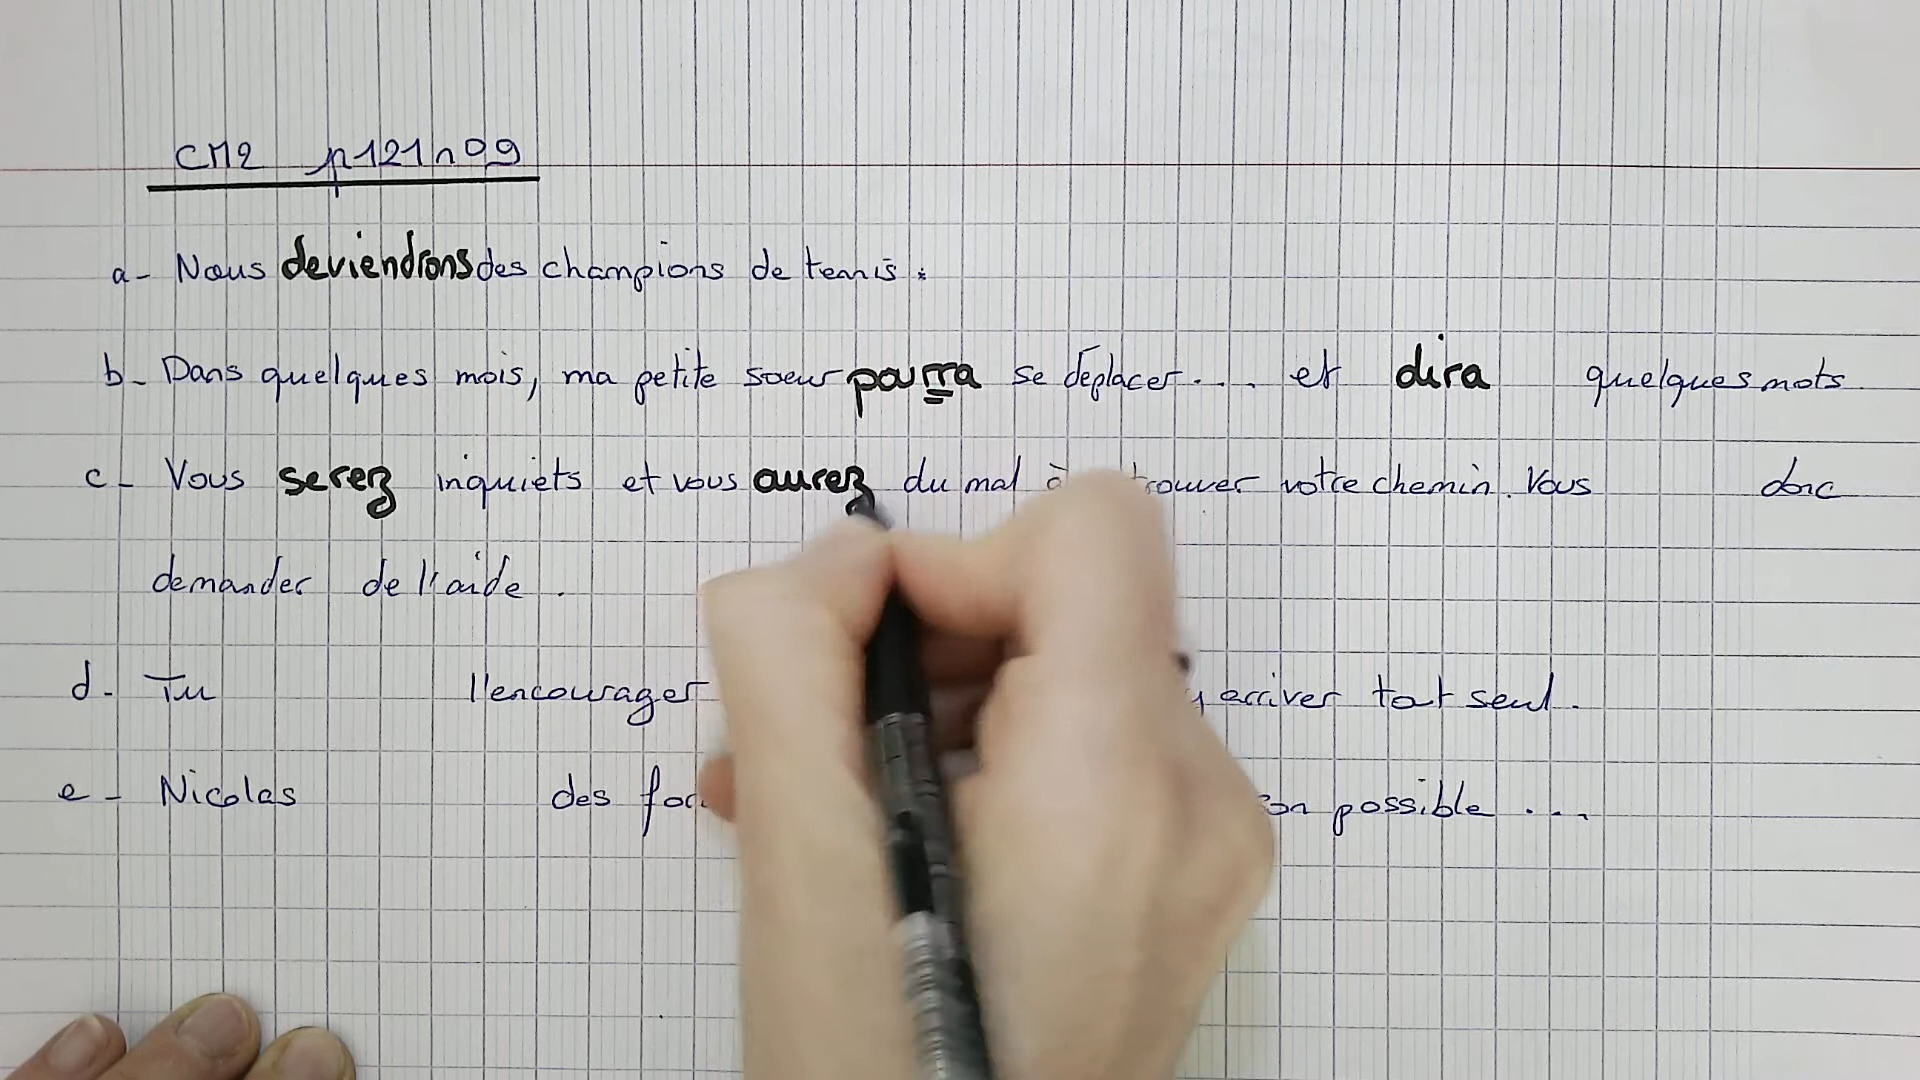 CM2 p121 n°9
a- Nous deviendrons des champions de tennis.
b- Dans quelques mois, ma petite sœur pourra se déplacer.... et dira quelques mots
c- Vous serez inquiets et vous aurez du mal à trouver votre chemin. Vous donc
demander de l'aide.
d- Tu l'encourager y arriver tout seul.
e- Nicolas des possible ....